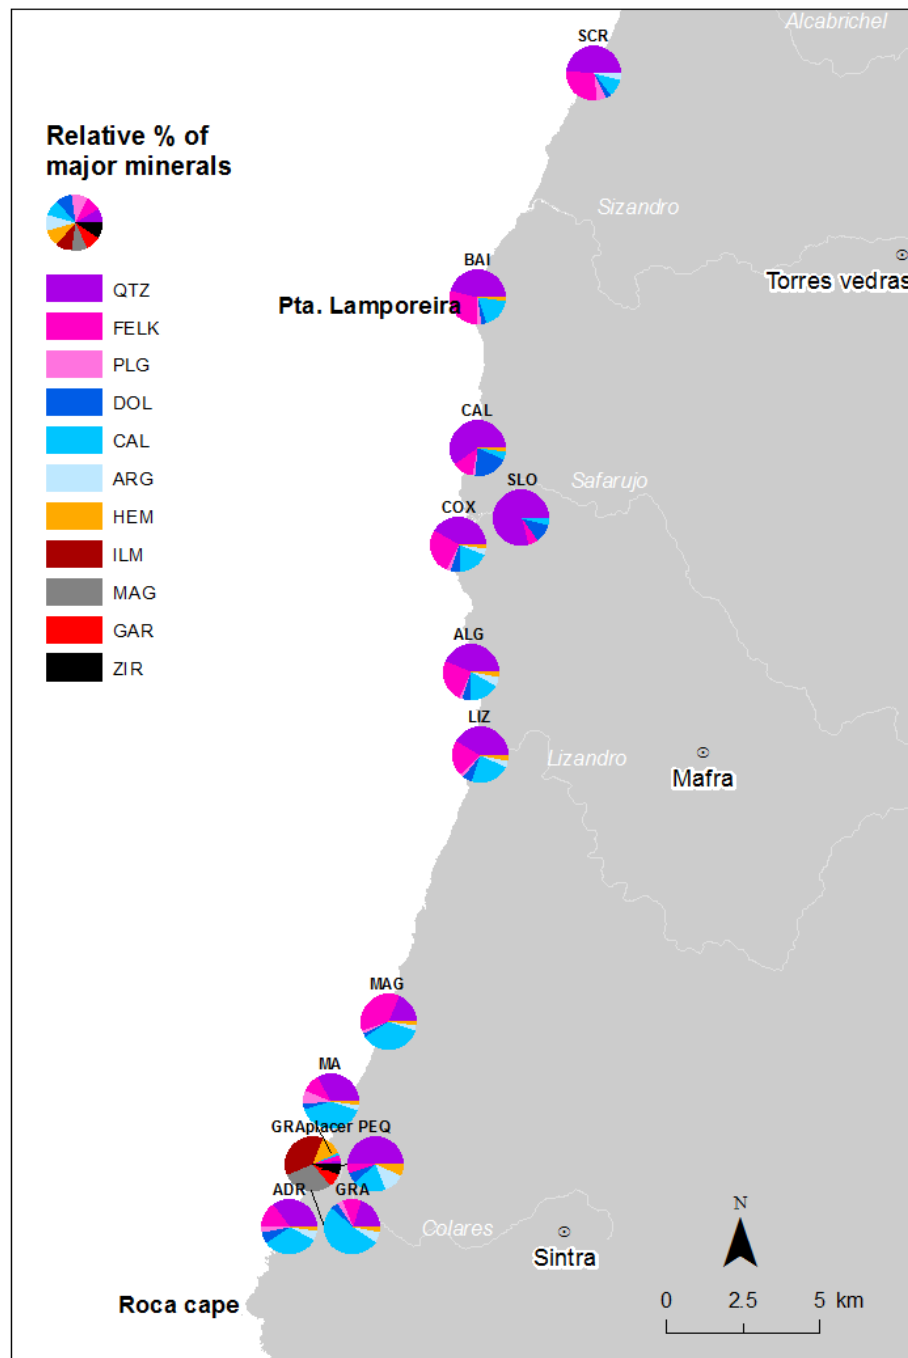 Alcabrichel
SCR
Relative % of
major minerals
Sizandro
BAI
Torres vedras
Pta. Lamporeira
QTZ
FELK
PLG
DOL
CAL
ARG
HEM
ILM
MAG
GAR
ZIR
CAL
SLO
Safarujo
COX
ALG
LIZ
Lizandro
Mafra
MAG
MA
GRAplacer PEQ
ADR
GRA
Colares
Sintra
N
Roca cape
0 2.5 5 km